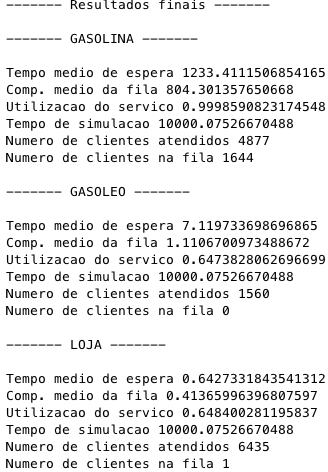 ------- Resultados finais -------
------- GASOLINA -------
Tempo medio de espera 1233.4111506854165
Comp. medio da fila 804.301357650668
Utilizacao do servico 0.9998590823174548
Tempo de simulacao 10000.07526670488
Numero de clientes atendidos 4877
Numero de clientes na fila 1644
------- GASOLEO -------
Tempo medio de espera 7.119733698696865
Comp. medio da fila 1.1106700973488672
Utilizacao do servico 0.6473828062696699
Tempo de simulacao 10000.07526670488
Numero de clientes atendidos 1560
Numero de clientes na fila 0
------- LOJA -------
Tempo medio de espera 0.6427331843541312
Comp. medio da fila 0.41365996396807597
Utilizacao do servico 0.648400281195837
Tempo de simulacao 10000.07526670488
Numero de clientes atendidos 6435
Numero de clientes na fila 1